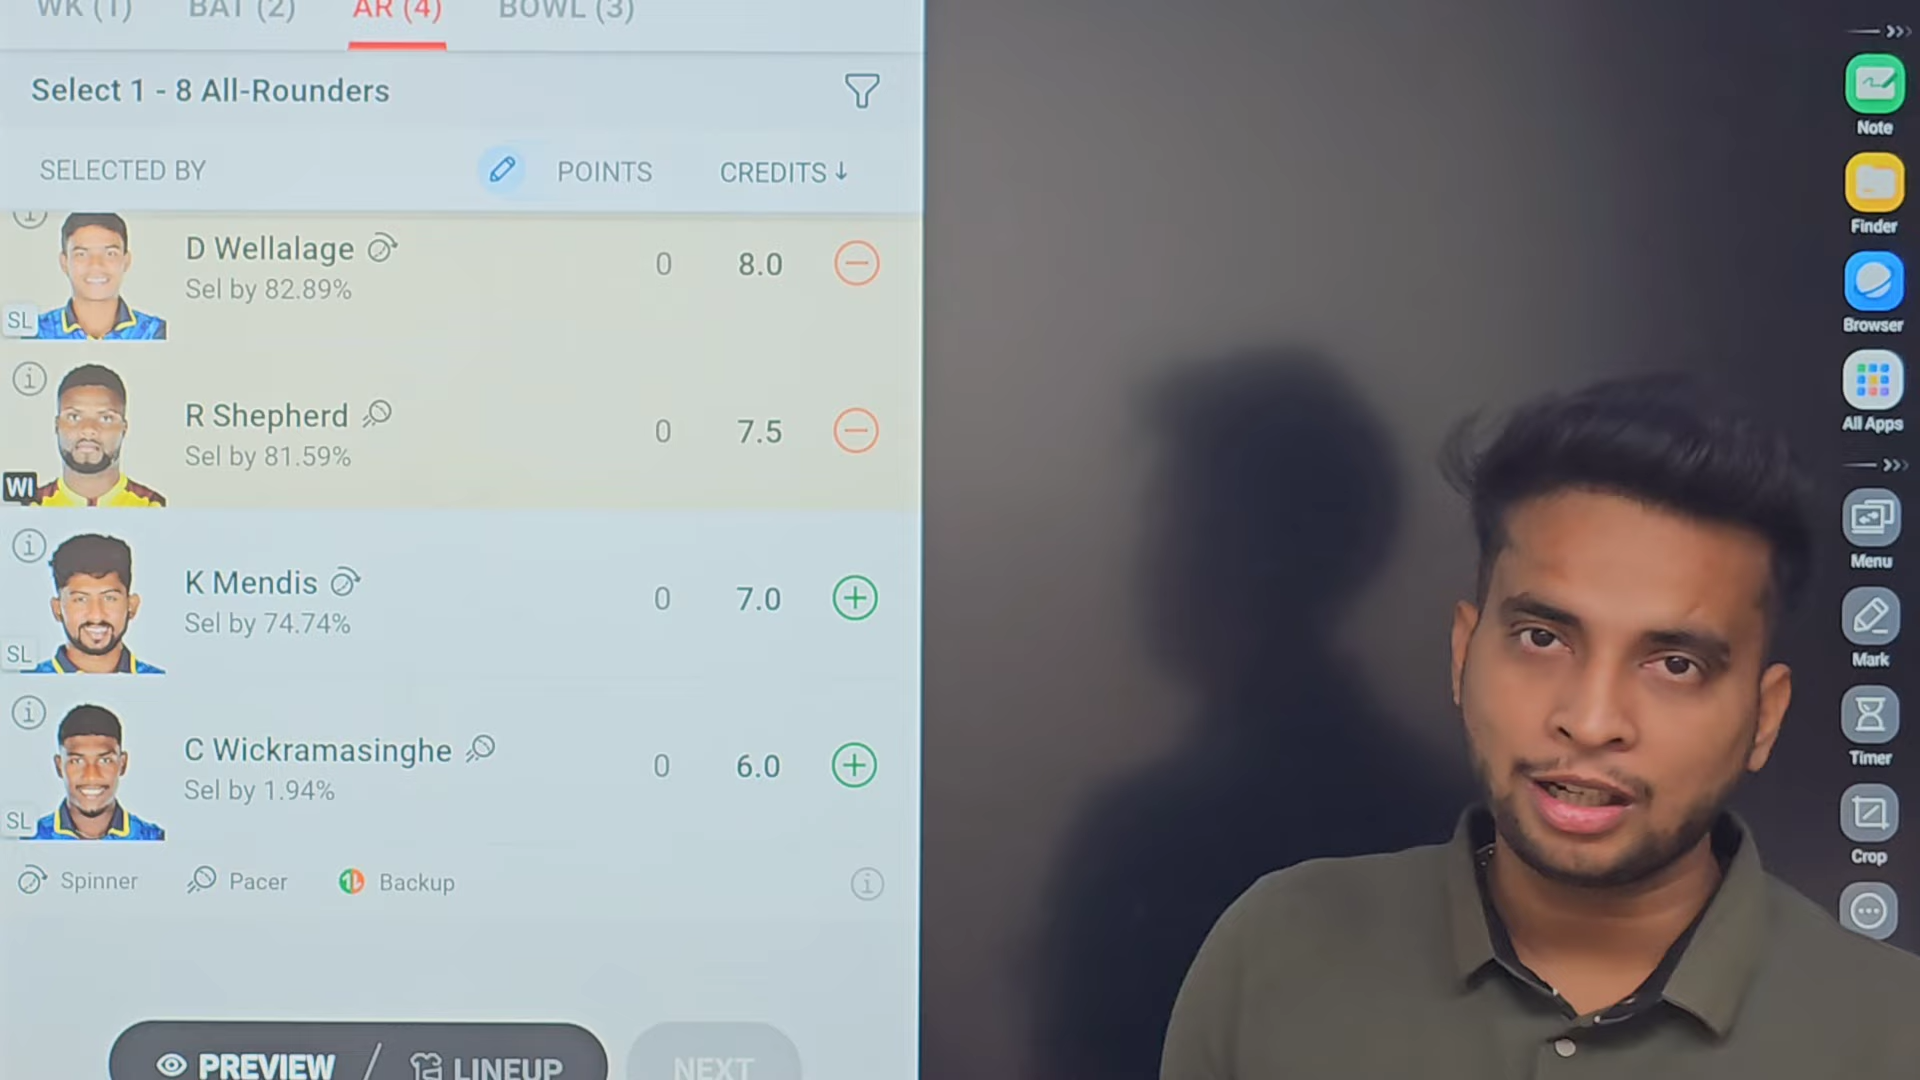 WK (1) BAT (2) AR (4) BOWL (3)
Select 1 - 8 All-Rounders
SELECTED BY POINTS CREDITS ↓
D Wellalage 0 8.0
Sel by 82.89%
SL
R Shepherd 0 7.5
Sel by 81.59%
WI
K Mendis 0 7.0
Sel by 74.74%
SL
C Wickramasinghe 0 6.0
Sel by 1.94%
SL
Spinner Pacer Backup
PREVIEW / LINEUP NEXT
Note
Finder
Browser
All Apps
Menu
Mark
Timer
Crop